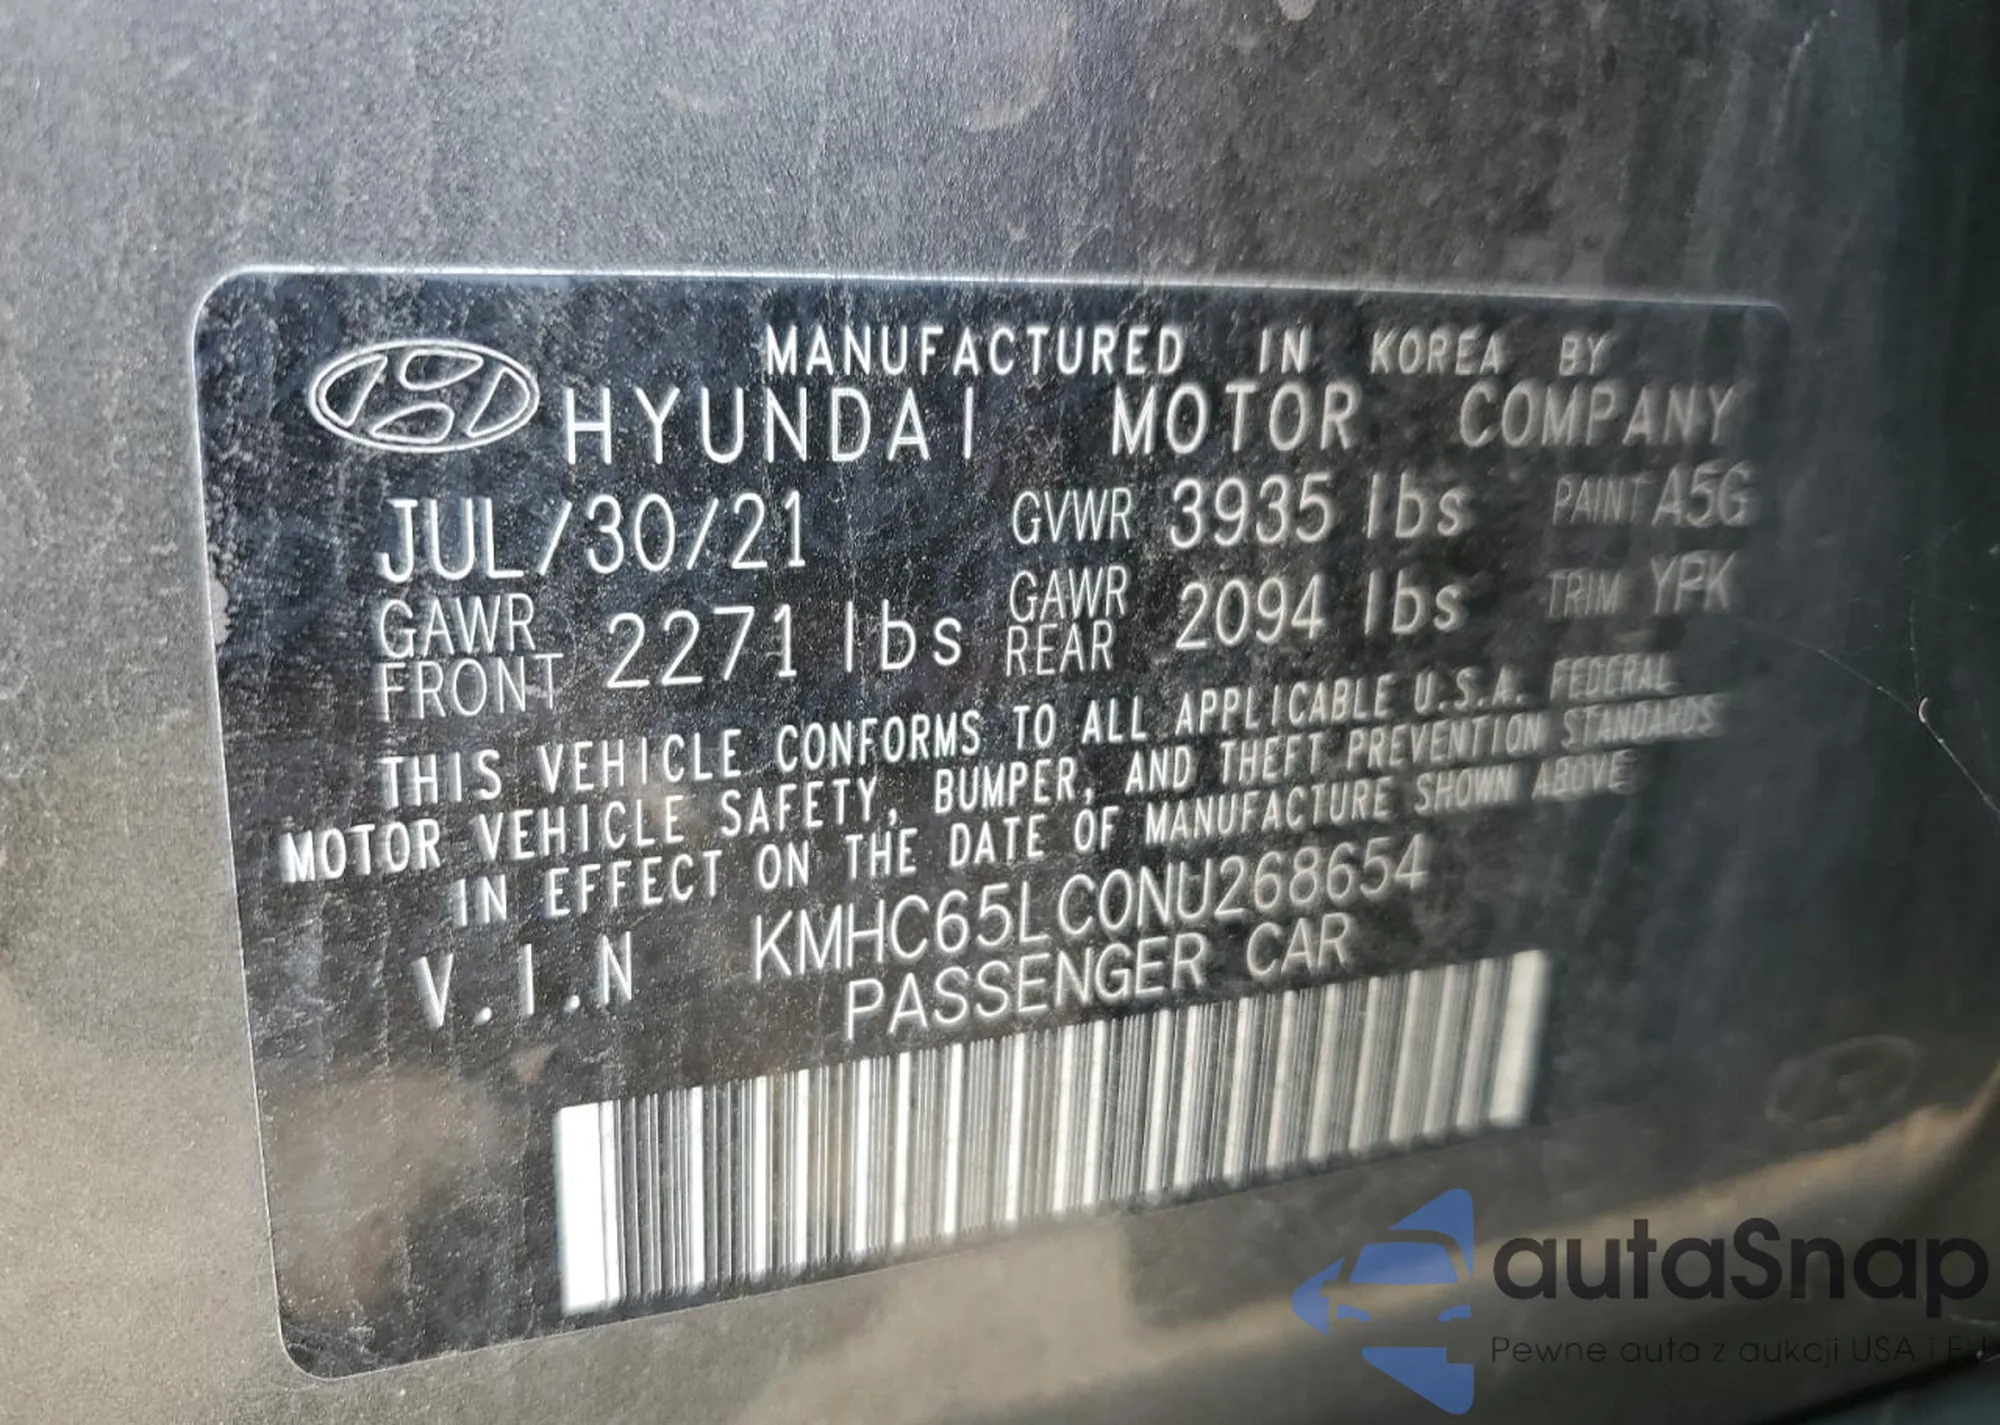 MANUFACTURED IN KOREA BY
HYUNDAI MOTOR COMPANY
JUL/30/21 GVWR 3935 lbs PAINT A5G
GAWR FRONT 2271 lbs GAWR REAR 2094 lbs TRIM YPK
THIS VEHICLE CONFORMS TO ALL APPLICABLE U.S.A. FEDERAL
MOTOR VEHICLE SAFETY, BUMPER, AND THEFT PREVENTION STANDARDS
IN EFFECT ON THE DATE OF MANUFACTURE SHOWN ABOVE
V.I.N KMHC65LC0NU268654
PASSENGER CAR
autaSnap
Pewne auta z aukcji USA i EU